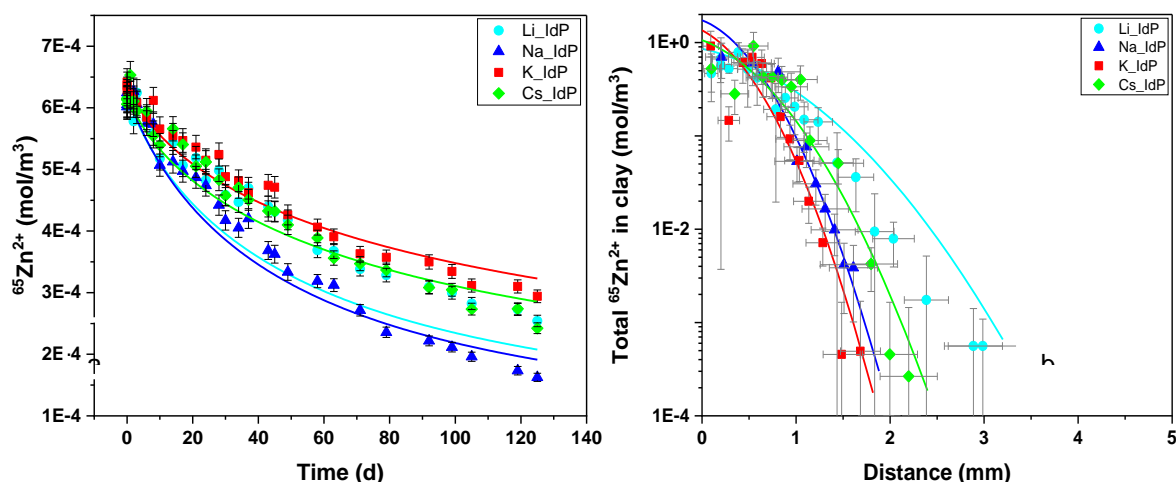 7E-4
6E-4
5E-4
4E-4
3E-4
2E-4
1E-4
⁶⁵Zn²⁺ (mol/m³)
0 20 40 60 80 100 120 140
Time (d)
Li_IdP
Na_IdP
K_IdP
Cs_IdP
1E+0
1E-2
1E-4
Total ⁶⁵Zn²⁺ in clay (mol/m³)
0 1 2 3 4 5
Distance (mm)
Li_IdP
Na_IdP
K_IdP
Cs_IdP